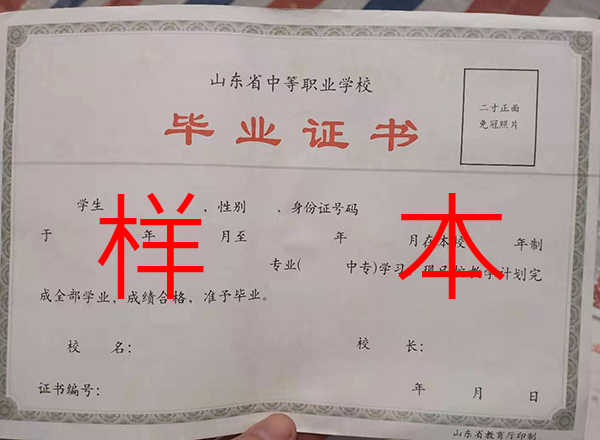 山东省中等职业学校
毕业证书
二寸正面
免冠照片
学生 ，性别 ，身份证号码
于 年 月至 年 月在本校 年制
专业( 中专)学习 计划完
成全部学业，成绩合格，准予毕业。
样本
校 名： 校 长：
证书编号： 年 月 日
山东省教育厅印制